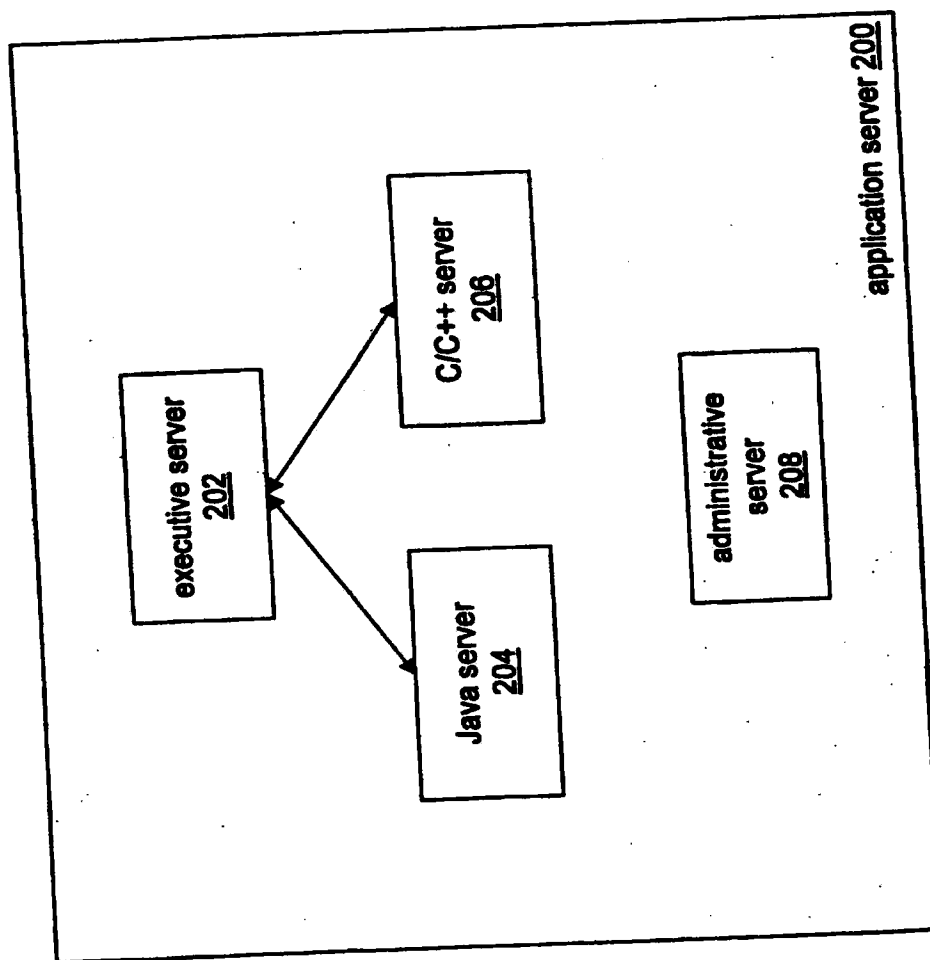 executive server
202
Java server
204
C/C++ server
206
administrative
server
208
application server 200